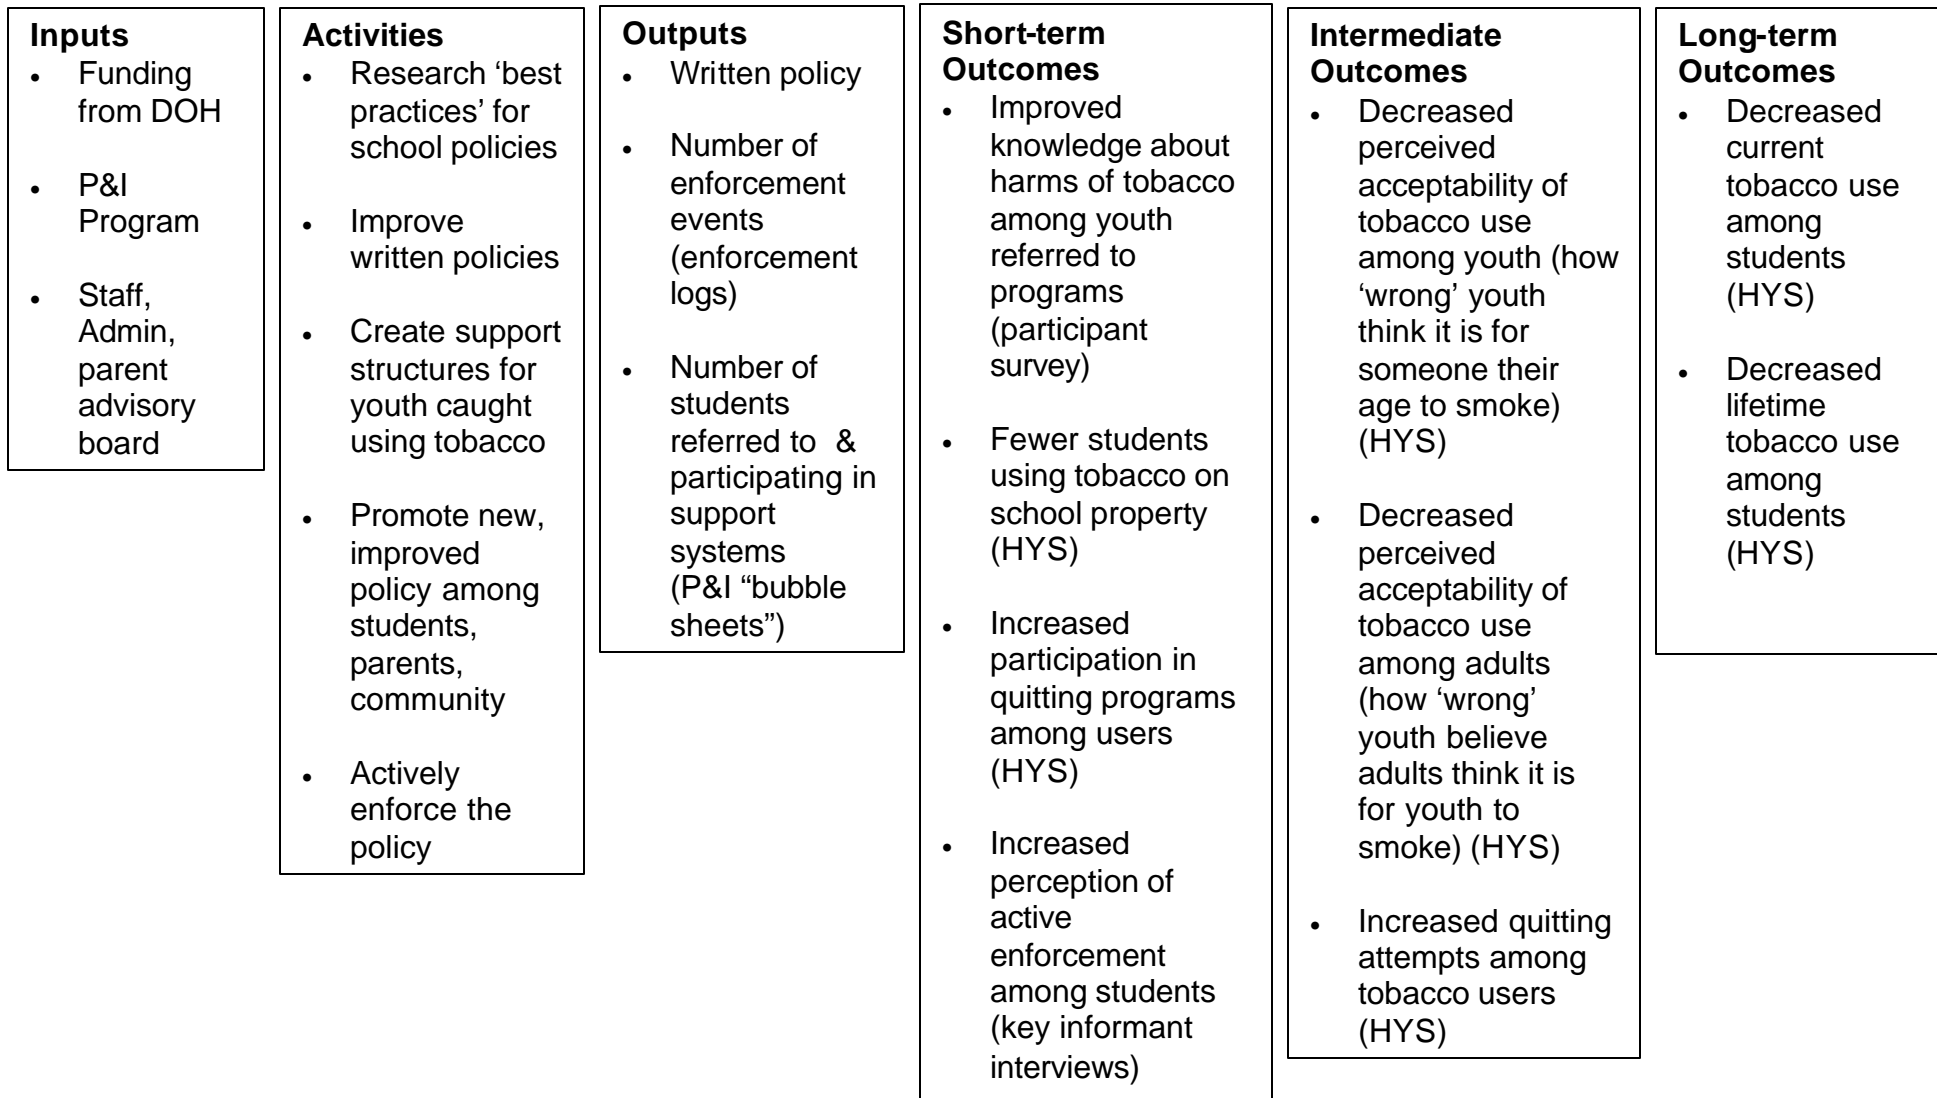 Inputs
• Funding
from DOH
• P&I
Program
• Staff,
Admin,
parent
advisory
board
Activities
• Research ‘best
practices’ for
school policies
• Improve
written policies
• Create support
structures for
youth caught
using tobacco
• Promote new,
improved
policy among
students,
parents,
community
• Actively
enforce the
policy
Outputs
• Written policy
• Number of
enforcement
events
(enforcement
logs)
• Number of
students
referred to &
participating in
support
systems
(P&I “bubble
sheets”)
Short-term
Outcomes
• Improved
knowledge about
harms of tobacco
among youth
referred to
programs
(participant
survey)
• Fewer students
using tobacco on
school property
(HYS)
• Increased
participation in
quitting programs
among users
(HYS)
• Increased
perception of
active
enforcement
among students
(key informant
interviews)
Intermediate
Outcomes
• Decreased
perceived
acceptability of
tobacco use
among youth (how
‘wrong’ youth
think it is for
someone their
age to smoke)
(HYS)
• Decreased
perceived
acceptability of
tobacco use
among adults
(how ‘wrong’
youth believe
adults think it is
for youth to
smoke) (HYS)
• Increased quitting
attempts among
tobacco users
(HYS)
Long-term
Outcomes
• Decreased
current
tobacco use
among
students
(HYS)
• Decreased
lifetime
tobacco use
among
students
(HYS)